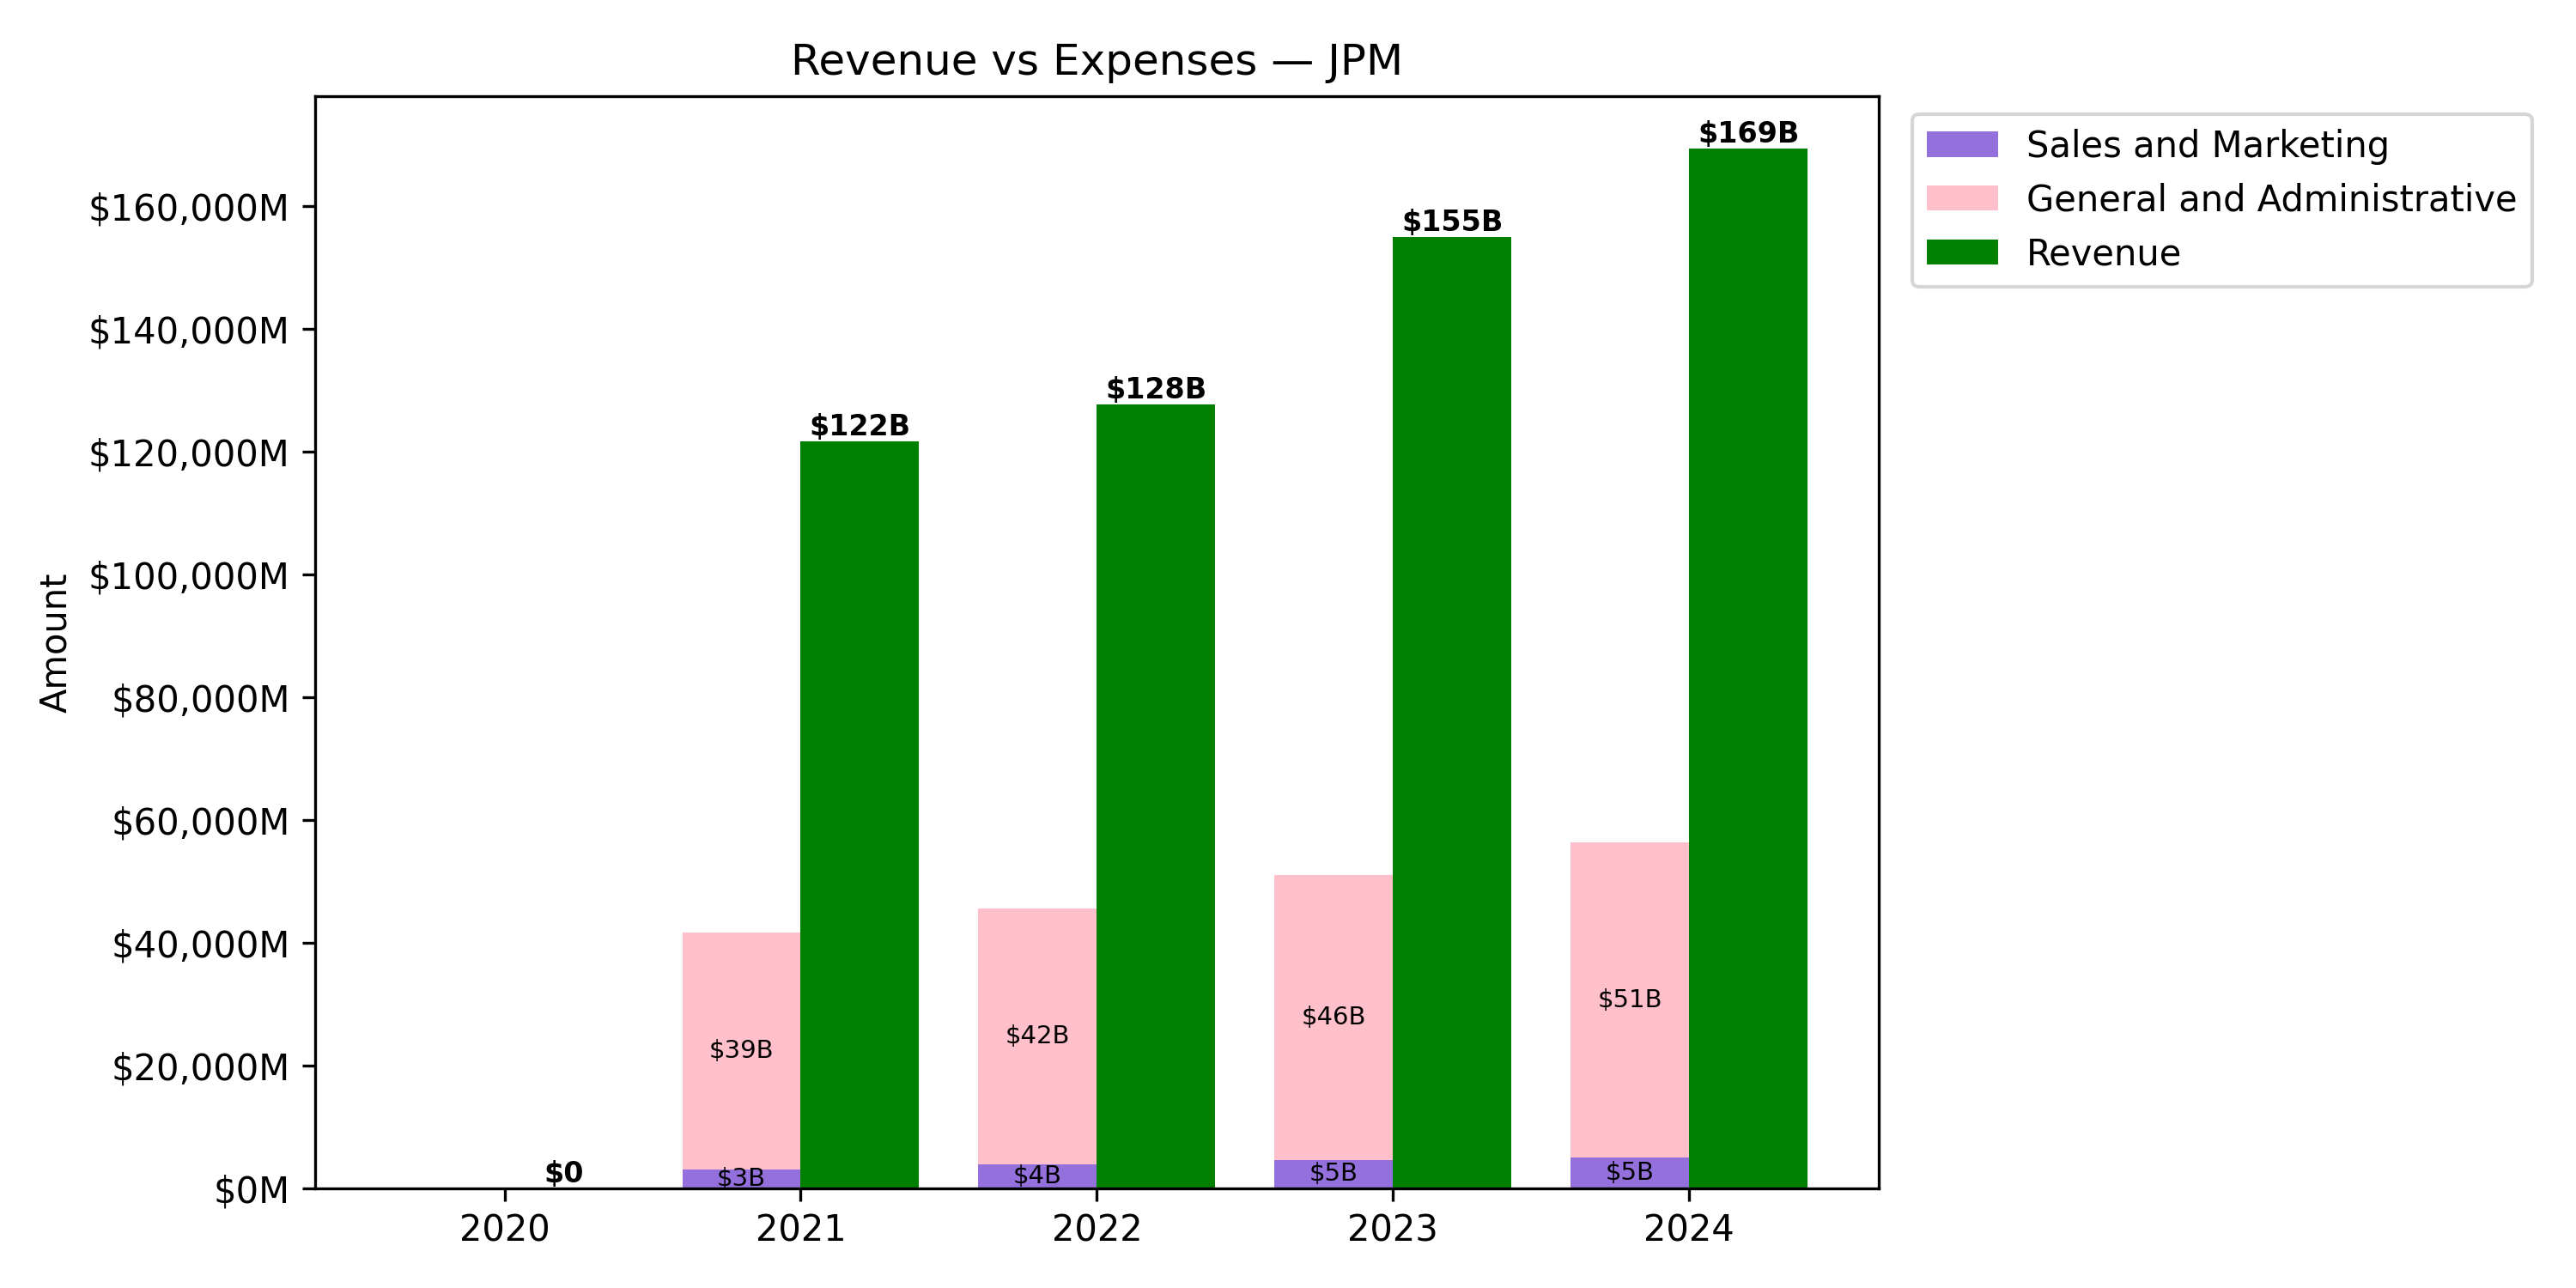 Revenue vs Expenses — JPM
Sales and Marketing
General and Administrative
Revenue
Amount
$160,000M
$140,000M
$120,000M
$100,000M
$80,000M
$60,000M
$40,000M
$20,000M
$0M
$0
$3B
$39B
$122B
$4B
$42B
$128B
$5B
$46B
$155B
$5B
$51B
$169B
2020
2021
2022
2023
2024